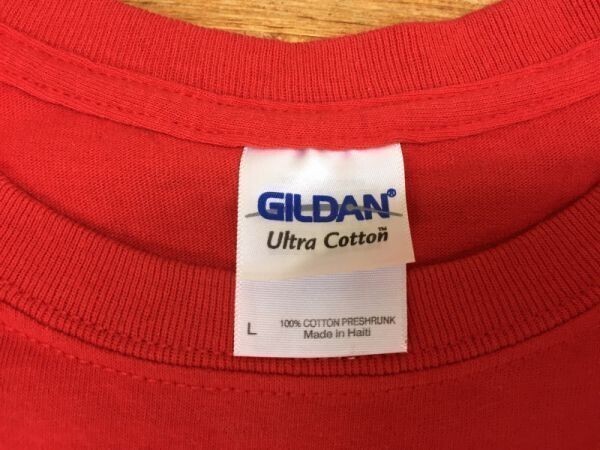 GILDAN®
Ultra Cotton™
L
100% COTTON PRESHRUNK
Made in Haiti